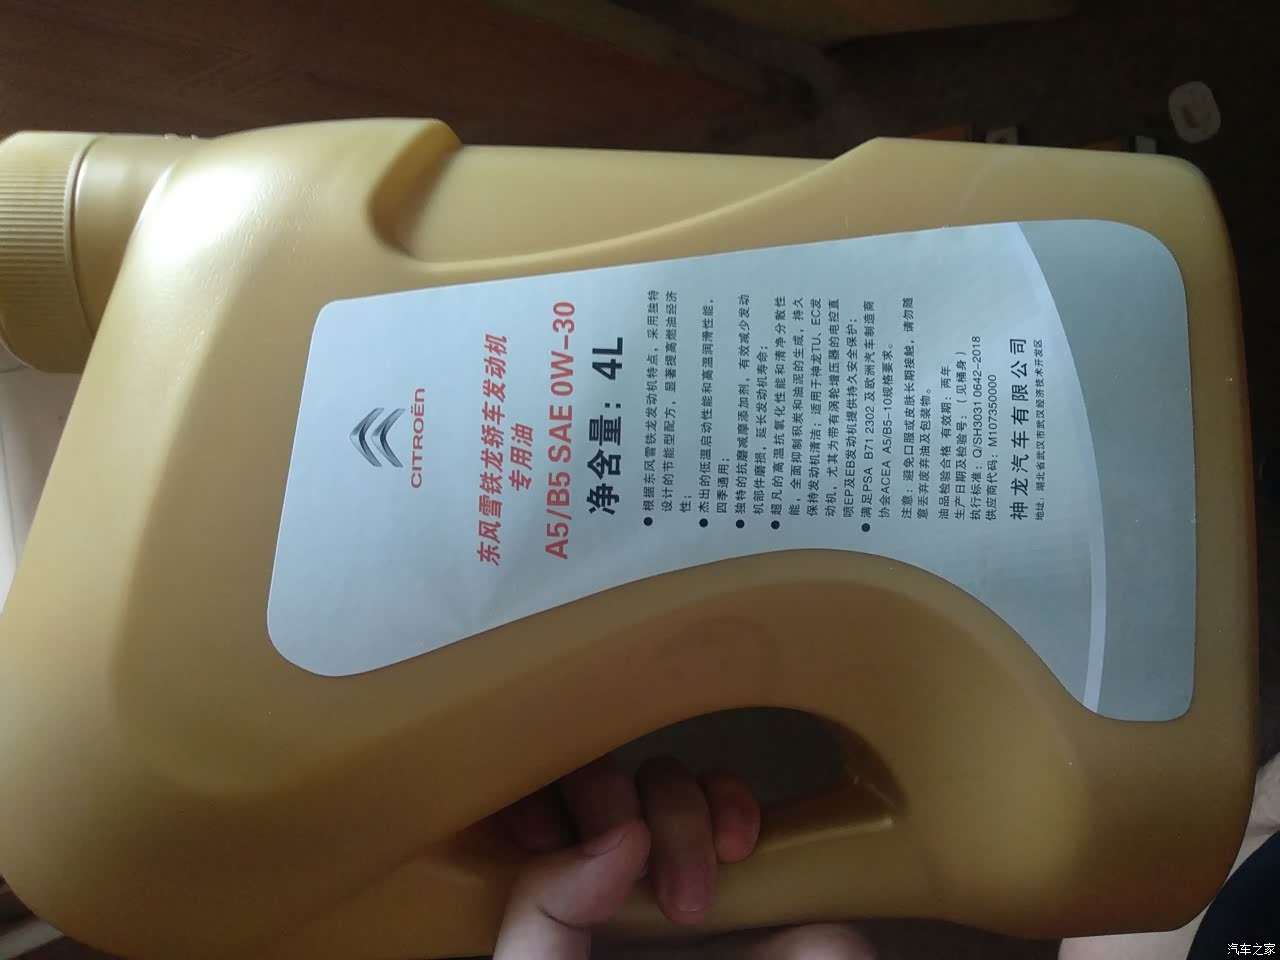 CITROËN
东风雪铁龙轿车发动机
专用油
A5/B5 SAE 0W-30
净含量：4L
●根据东风雪铁龙发动机特点，采用独特
设计的节能型配方，显著提高燃油经济
性；
●杰出的低温启动性能和高温润滑性能，
四季通用；
●独特的抗磨减摩添加剂，有效减少发动
机部件磨损，延长发动机寿命；
●超凡的高温抗氧化性能和清净分散性
能，全面抑制积炭和油泥的生成，持久
保持发动机清洁；适用于神龙TU、EC发
动机，尤其为带有涡轮增压器的电控直
喷EP及EB发动机提供持久安全保护；
●满足PSA B71 2302 及欧洲汽车制造商
协会ACEA A5/B5-10规格要求。
注意：避免口服或皮肤长期接触，请勿随
意丢弃废弃油及包装物。
油品检验合格 有效期：两年
生产日期及检验号：（见桶身）
执行标准：Q/SH3031 0642-2018
供应商代码：M107350000
神龙汽车有限公司
地址：湖北省武汉市武汉经济技术开发区
汽车之家